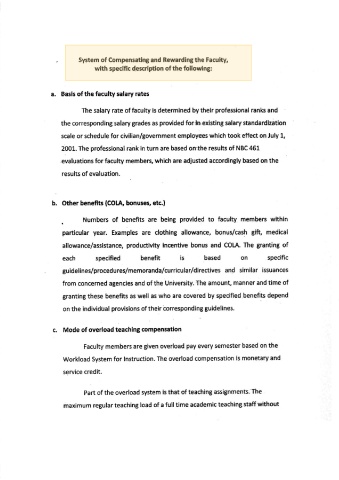 System of Compensating and Rewarding the Faculty,
with specific description of the following:
a. Basis of the faculty salary rates
The salary rate of faculty is determined by their professional ranks and
the corresponding salary grades as provided for in existing salary standardization
scale or schedule for civilian/government employees which took effect on July 1,
2001. The professional rank in turn are based on the results of NBC 461
evaluations for faculty members, which are adjusted accordingly based on the
results of evaluation.
b. Other benefits (COLA, bonuses, etc.)
Numbers of benefits are being provided to faculty members within
particular year. Examples are clothing allowance, bonus/cash gift, medical
allowance/assistance, productivity incentive bonus and COLA. The granting of
each specified benefit is based on specific
guidelines/procedures/memoranda/curricular/directives and similar issuances
from concerned agencies and of the University. The amount, manner and time of
granting these benefits as well as who are covered by specified benefits depend
on the individual provisions of their corresponding guidelines.
c. Mode of overload teaching compensation
Faculty members are given overload pay every semester based on the
Workload System for Instruction. The overload compensation is monetary and
service credit.
Part of the overload system is that of teaching assignments. The
maximum regular teaching load of a full time academic teaching staff without